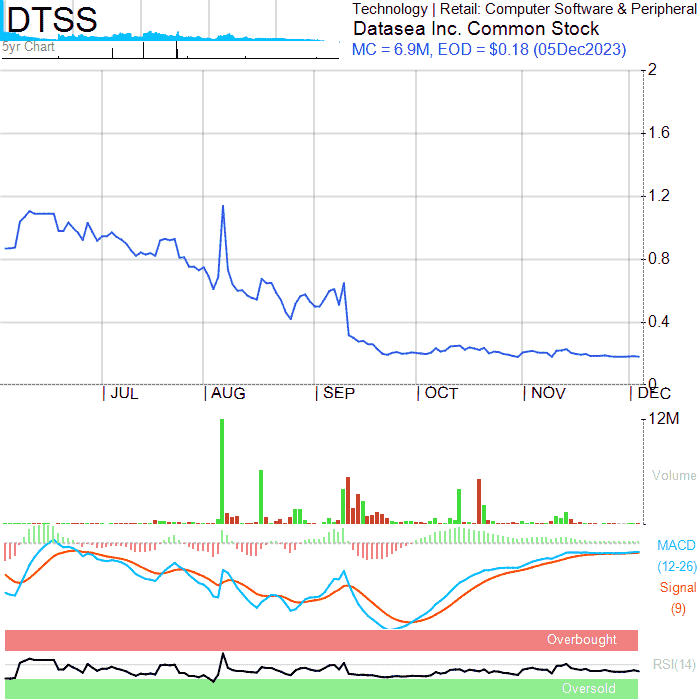 DTSS
5yr Chart
Technology | Retail: Computer Software & Peripheral
Datasea Inc. Common Stock
MC = 6.9M, EOD = $0.18 (05Dec2023)
2
1.6
1.2
0.8
0.4
0
JUL AUG SEP OCT NOV DEC
12M
Volume
MACD
(12-26)
Signal
(9)
Overbought
RSI(14)
Oversold